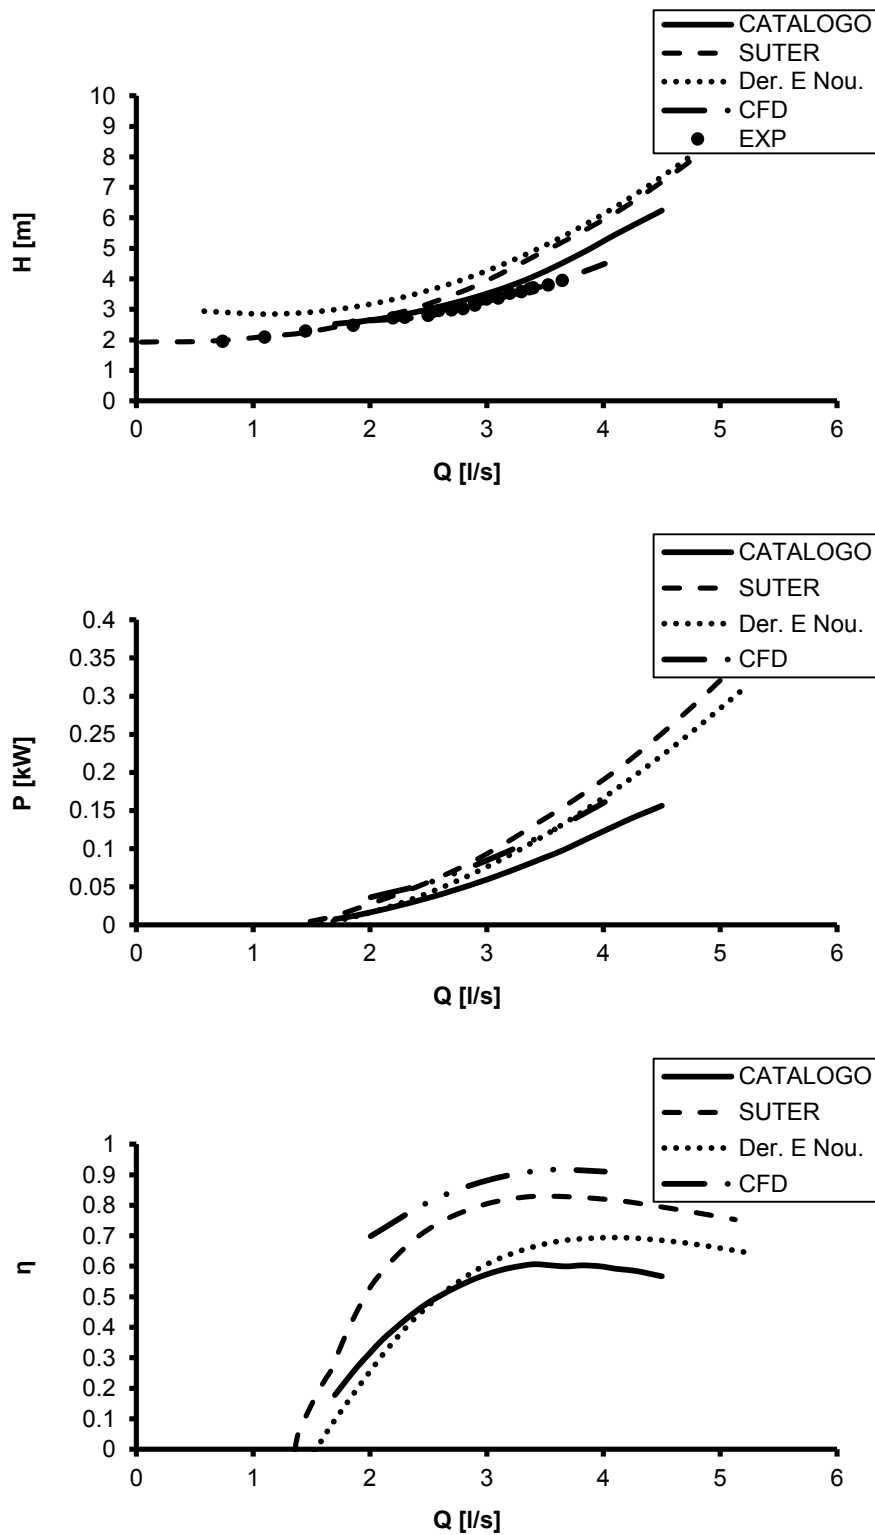 CATALOGO
SUTER
Der. E Nou.
CFD
EXP
10
9
8
7
6
5
4
3
2
1
0
H [m]
0 1 2 3 4 5 6
Q [l/s]
CATALOGO
SUTER
Der. E Nou.
CFD
0.4
0.35
0.3
0.25
0.2
0.15
0.1
0.05
0
P [kW]
0 1 2 3 4 5 6
Q [l/s]
CATALOGO
SUTER
Der. E Nou.
CFD
1
0.9
0.8
0.7
0.6
0.5
0.4
0.3
0.2
0.1
0
η
0 1 2 3 4 5 6
Q [l/s]